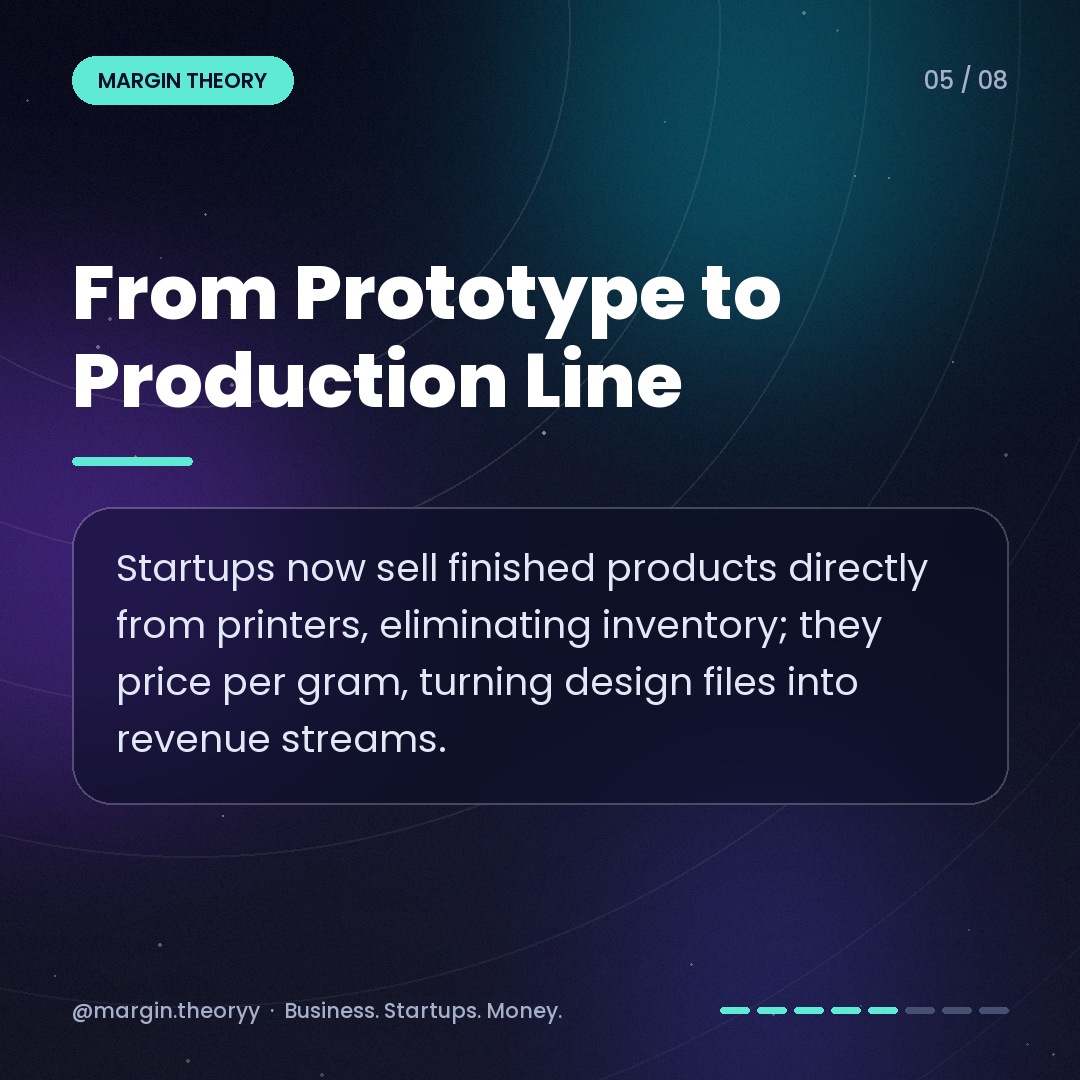 MARGIN THEORY
05 / 08
From Prototype to
Production Line
Startups now sell finished products directly
from printers, eliminating inventory; they
price per gram, turning design files into
revenue streams.
@margin.theoryy · Business. Startups. Money.